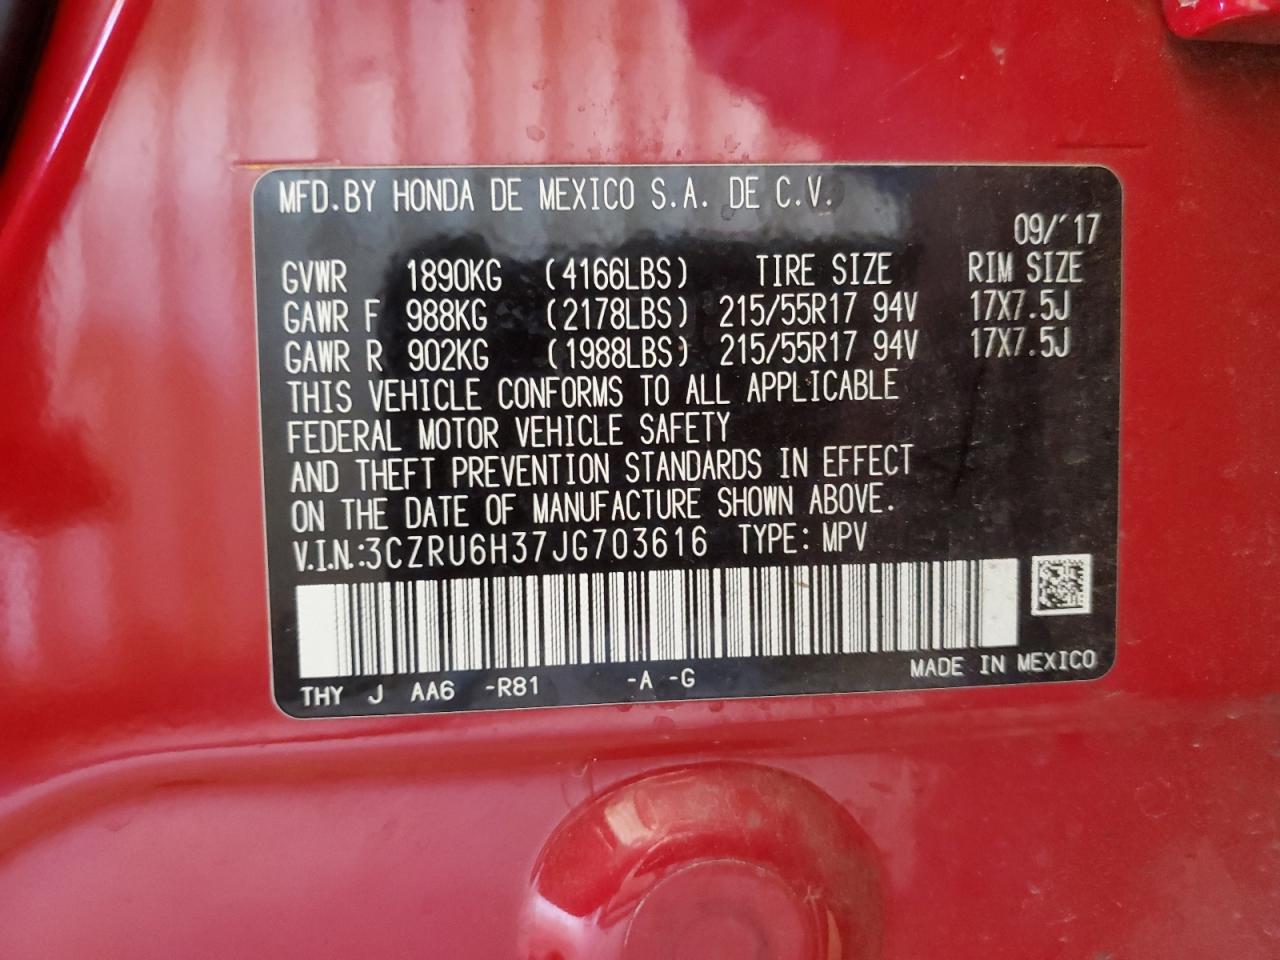 MFD.BY HONDA DE MEXICO S.A. DE C.V.
09/´17
GVWR 1890KG (4166LBS) TIRE SIZE RIM SIZE
GAWR F 988KG (2178LBS) 215/55R17 94V 17X7.5J
GAWR R 902KG (1988LBS) 215/55R17 94V 17X7.5J
THIS VEHICLE CONFORMS TO ALL APPLICABLE
FEDERAL MOTOR VEHICLE SAFETY
AND THEFT PREVENTION STANDARDS IN EFFECT
ON THE DATE OF MANUFACTURE SHOWN ABOVE.
V.I.N.:3CZRU6H37JG703616 TYPE: MPV
THY J AA6 -R81 -A -G MADE IN MEXICO